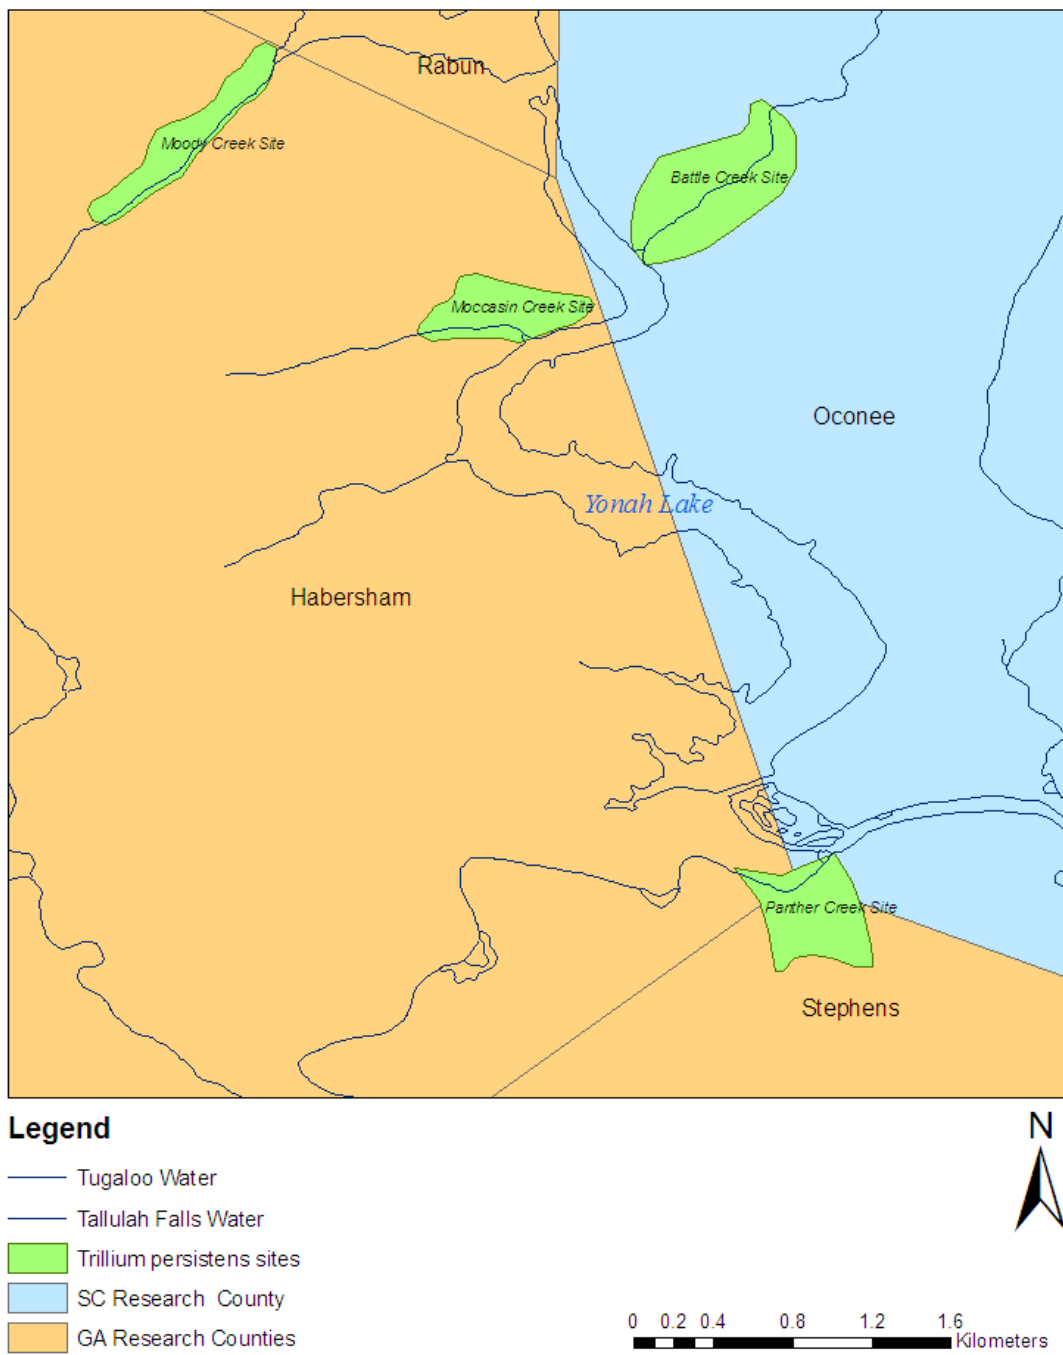 Rabun
Moody Creek Site
Battle Creek Site
Moccasin Creek Site
Oconee
Yonah Lake
Habersham
Panther Creek Site
Stephens
Legend
N
Tugaloo Water
Tallulah Falls Water
Trillium persistens sites
SC Research County
GA Research Counties
0 0.2 0.4 0.8 1.2 1.6
Kilometers